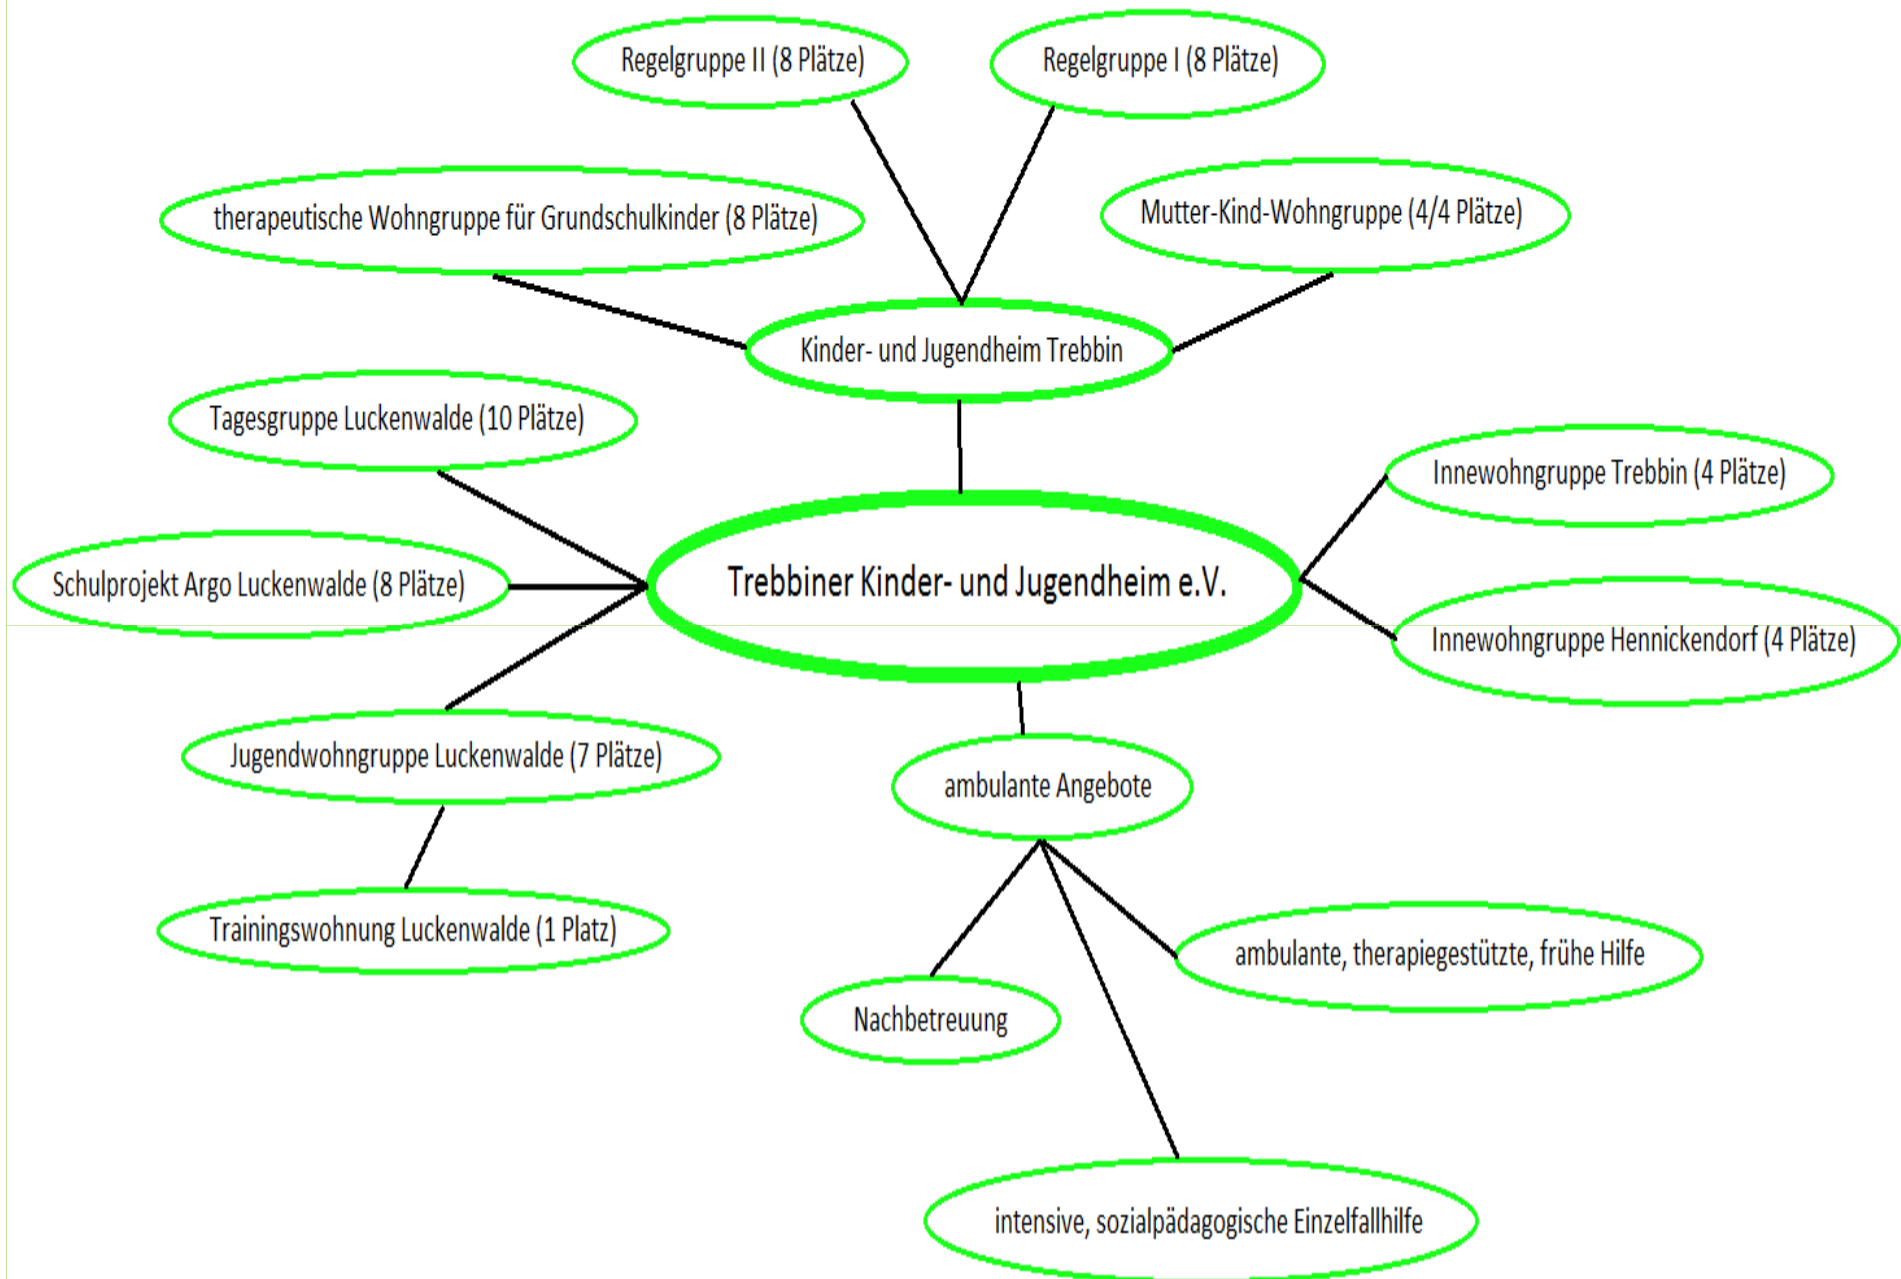 Regelgruppe II (8 Plätze)
Regelgruppe I (8 Plätze)
therapeutische Wohngruppe für Grundschulkinder (8 Plätze)
Mutter-Kind-Wohngruppe (4/4 Plätze)
Kinder- und Jugendheim Trebbin
Tagesgruppe Luckenwalde (10 Plätze)
Innewohngruppe Trebbin (4 Plätze)
Schulprojekt Argo Luckenwalde (8 Plätze)
Trebbiner Kinder- und Jugendheim e.V.
Innewohngruppe Hennickendorf (4 Plätze)
Jugendwohngruppe Luckenwalde (7 Plätze)
ambulante Angebote
Trainingswohnung Luckenwalde (1 Platz)
ambulante, therapiegestützte, frühe Hilfe
Nachbetreuung
intensive, sozialpädagogische Einzelfallhilfe